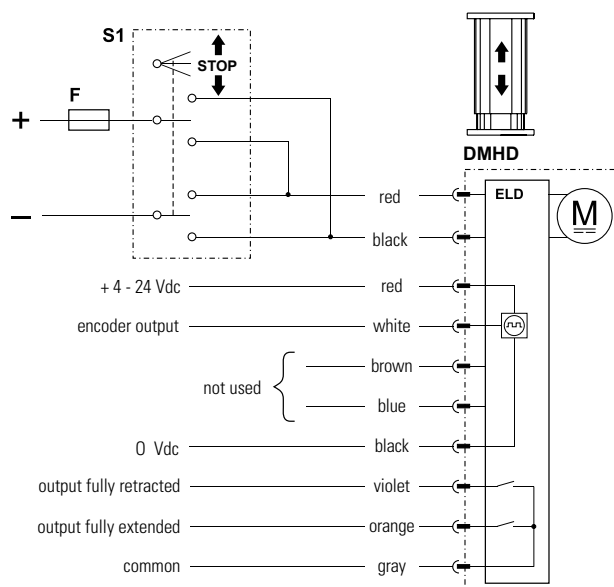 S1
STOP
F
+
–
DMHD
ELD
M
red
black
+ 4 - 24 Vdc red
encoder output white
not used
brown
blue
0 Vdc black
output fully retracted violet
output fully extended orange
common gray